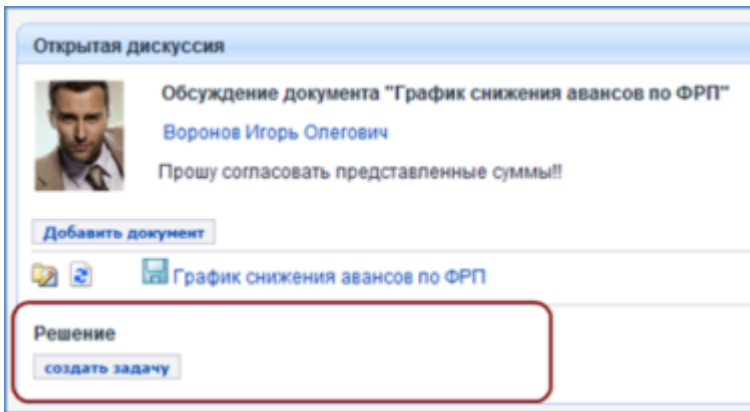 Открытая дискуссия
Обсуждение документа "График снижения авансов по ФРП"
Воронов Игорь Олегович
Прошу согласовать представленные суммы!!
Добавить документ
График снижения авансов по ФРП
Решение
создать задачу